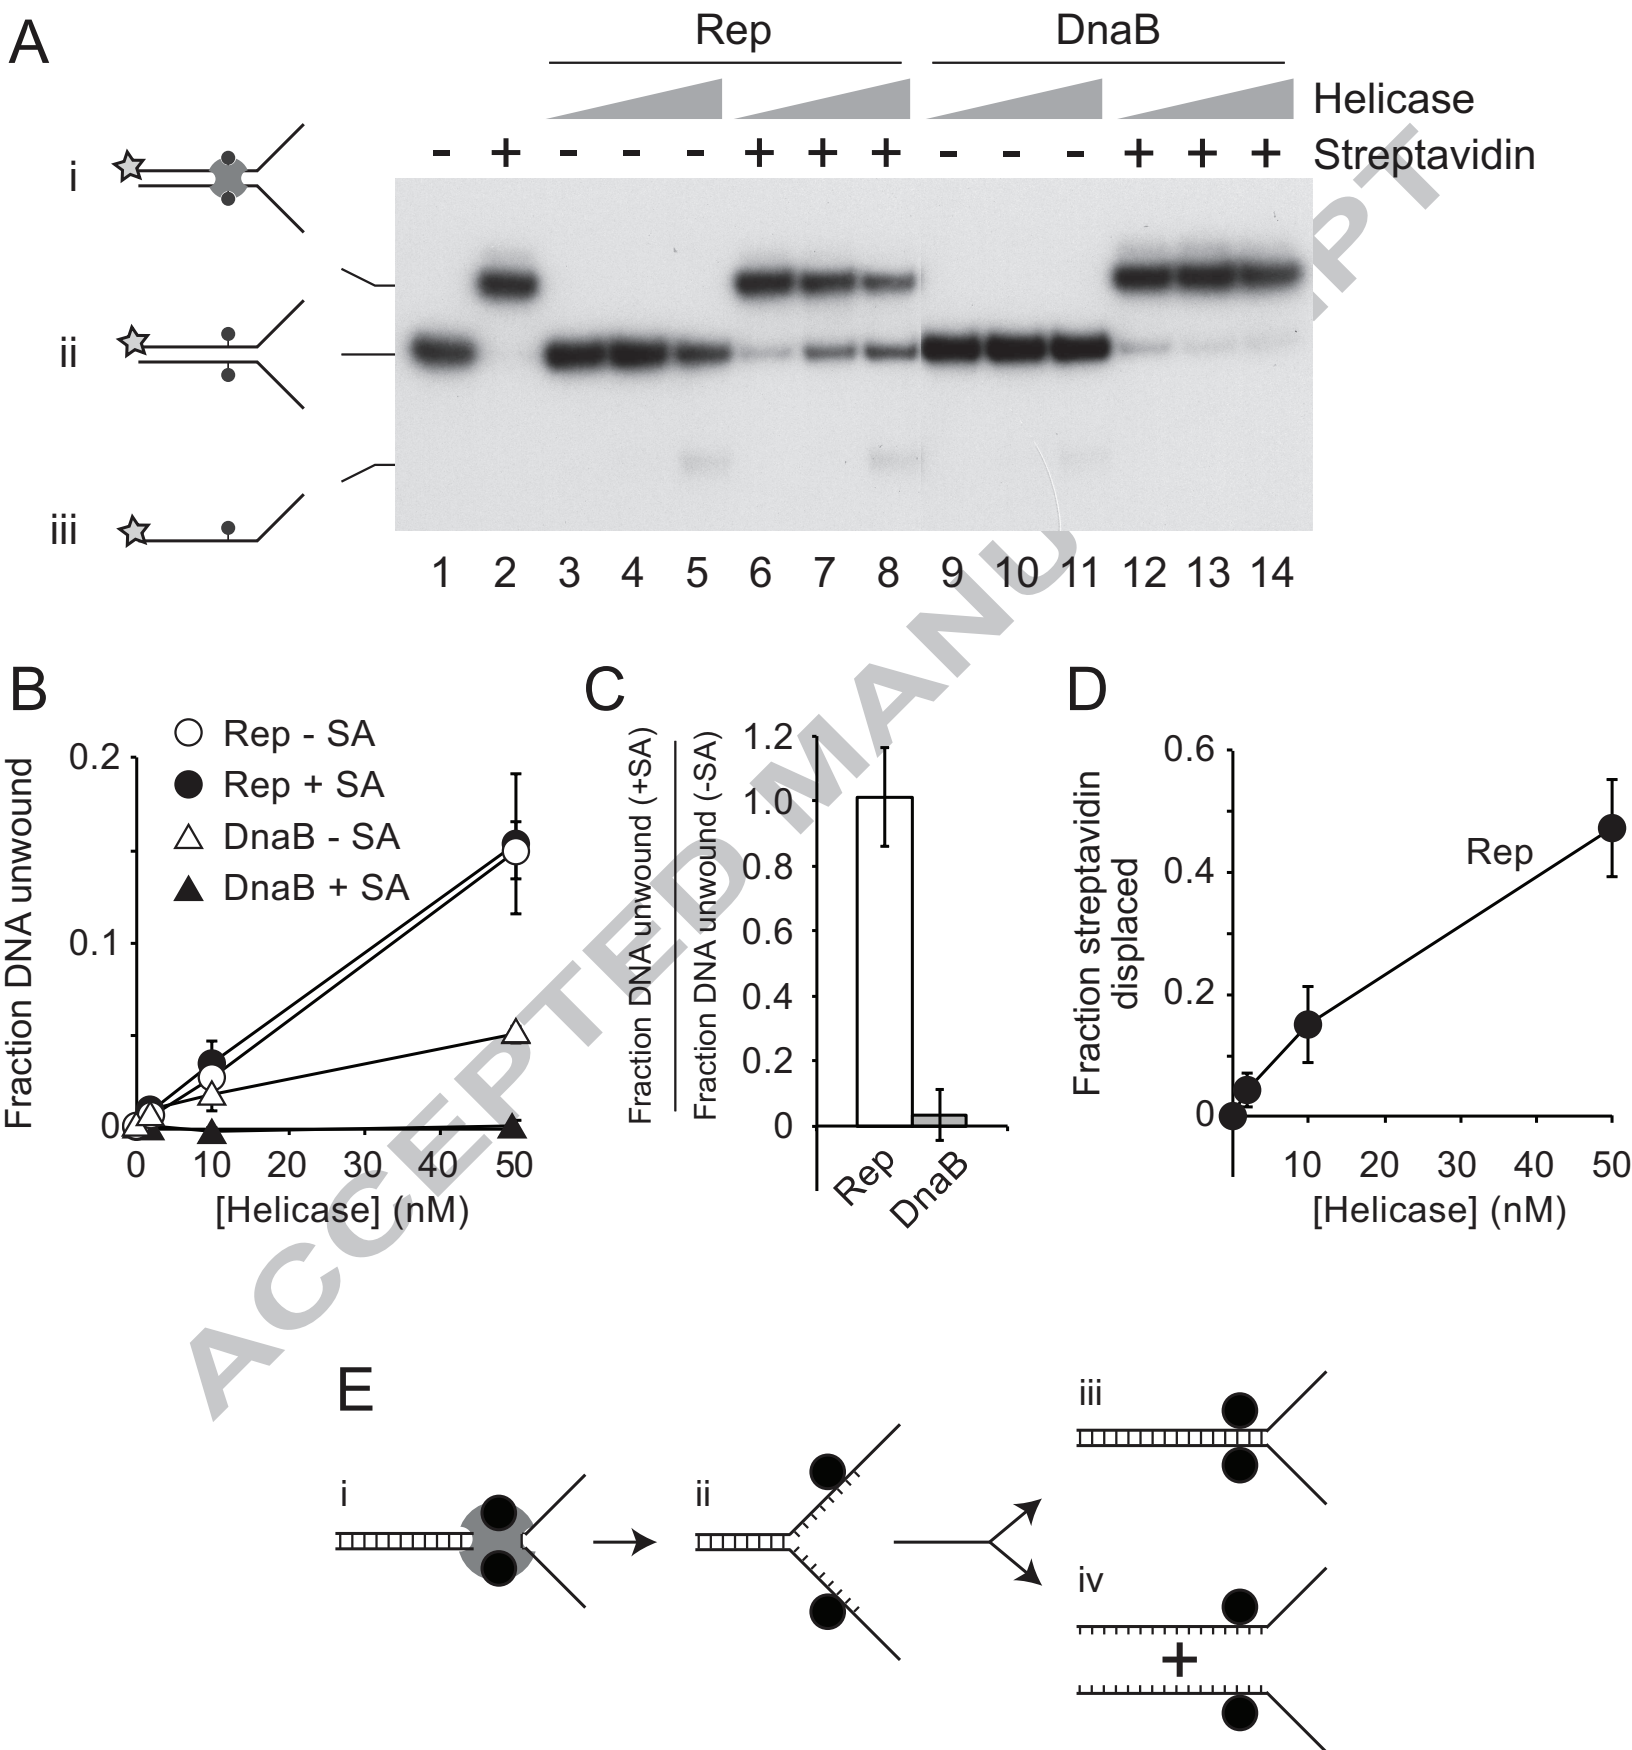 A
Rep
DnaB
Helicase
- + - - - + + + - - - + + + Streptavidin
i
ii
iii
1 2 3 4 5 6 7 8 9 10 11 12 13 14
ACCEPTED MANUSCRIPT
B
Rep - SA
Rep + SA
DnaB - SA
DnaB + SA
Fraction DNA unwound
0.2
0.1
0
0 10 20 30 40 50
[Helicase] (nM)
C
Fraction DNA unwound (+SA)
Fraction DNA unwound (-SA)
1.2
1.0
0.8
0.6
0.4
0.2
0
Rep
DnaB
D
Fraction streptavidin
displaced
0.6
0.4
0.2
0
Rep
10 20 30 40 50
[Helicase] (nM)
E
i
ii
iii
iv
+